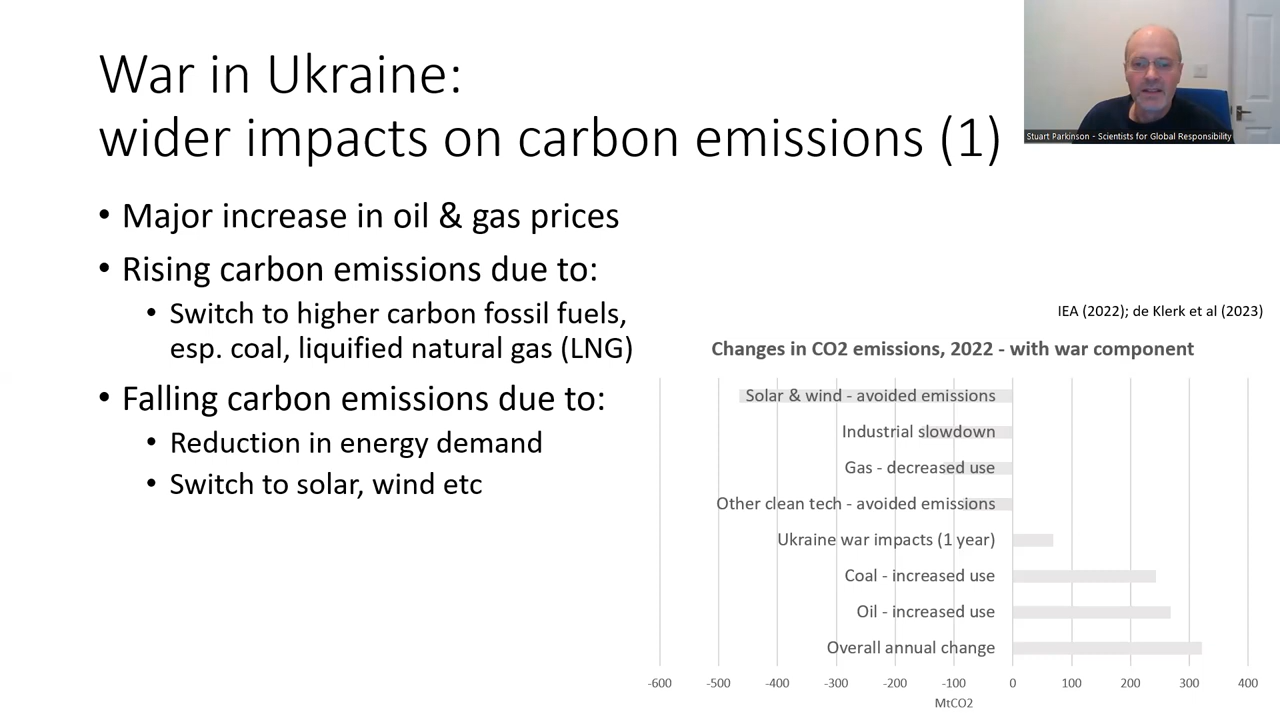 War in Ukraine:
wider impacts on carbon emissions (1)
Stuart Parkinson - Scientists for Global Responsibility
• Major increase in oil & gas prices
• Rising carbon emissions due to:
• Switch to higher carbon fossil fuels,
esp. coal, liquified natural gas (LNG)
• Falling carbon emissions due to:
• Reduction in energy demand
• Switch to solar, wind etc
IEA (2022); de Klerk et al (2023)
Changes in CO2 emissions, 2022 - with war component
Solar & wind - avoided emissions
Industrial slowdown
Gas - decreased use
Other clean tech - avoided emissions
Ukraine war impacts (1 year)
Coal - increased use
Oil - increased use
Overall annual change
-600 -500 -400 -300 -200 -100 0 100 200 300 400
MtCO2